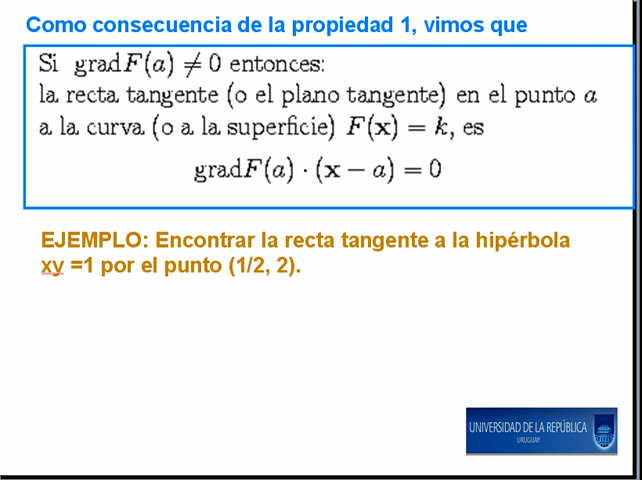 Como consecuencia de la propiedad 1, vimos que
Si grad F(a) ≠ 0 entonces:
la recta tangente (o el plano tangente) en el punto a
a la curva (o a la superficie) F(x) = k, es
gradF(a) · (x − a) = 0
EJEMPLO: Encontrar la recta tangente a la hipérbola
xy =1 por el punto (1/2, 2).
UNIVERSIDAD DE LA REPÚBLICA
URUGUAY